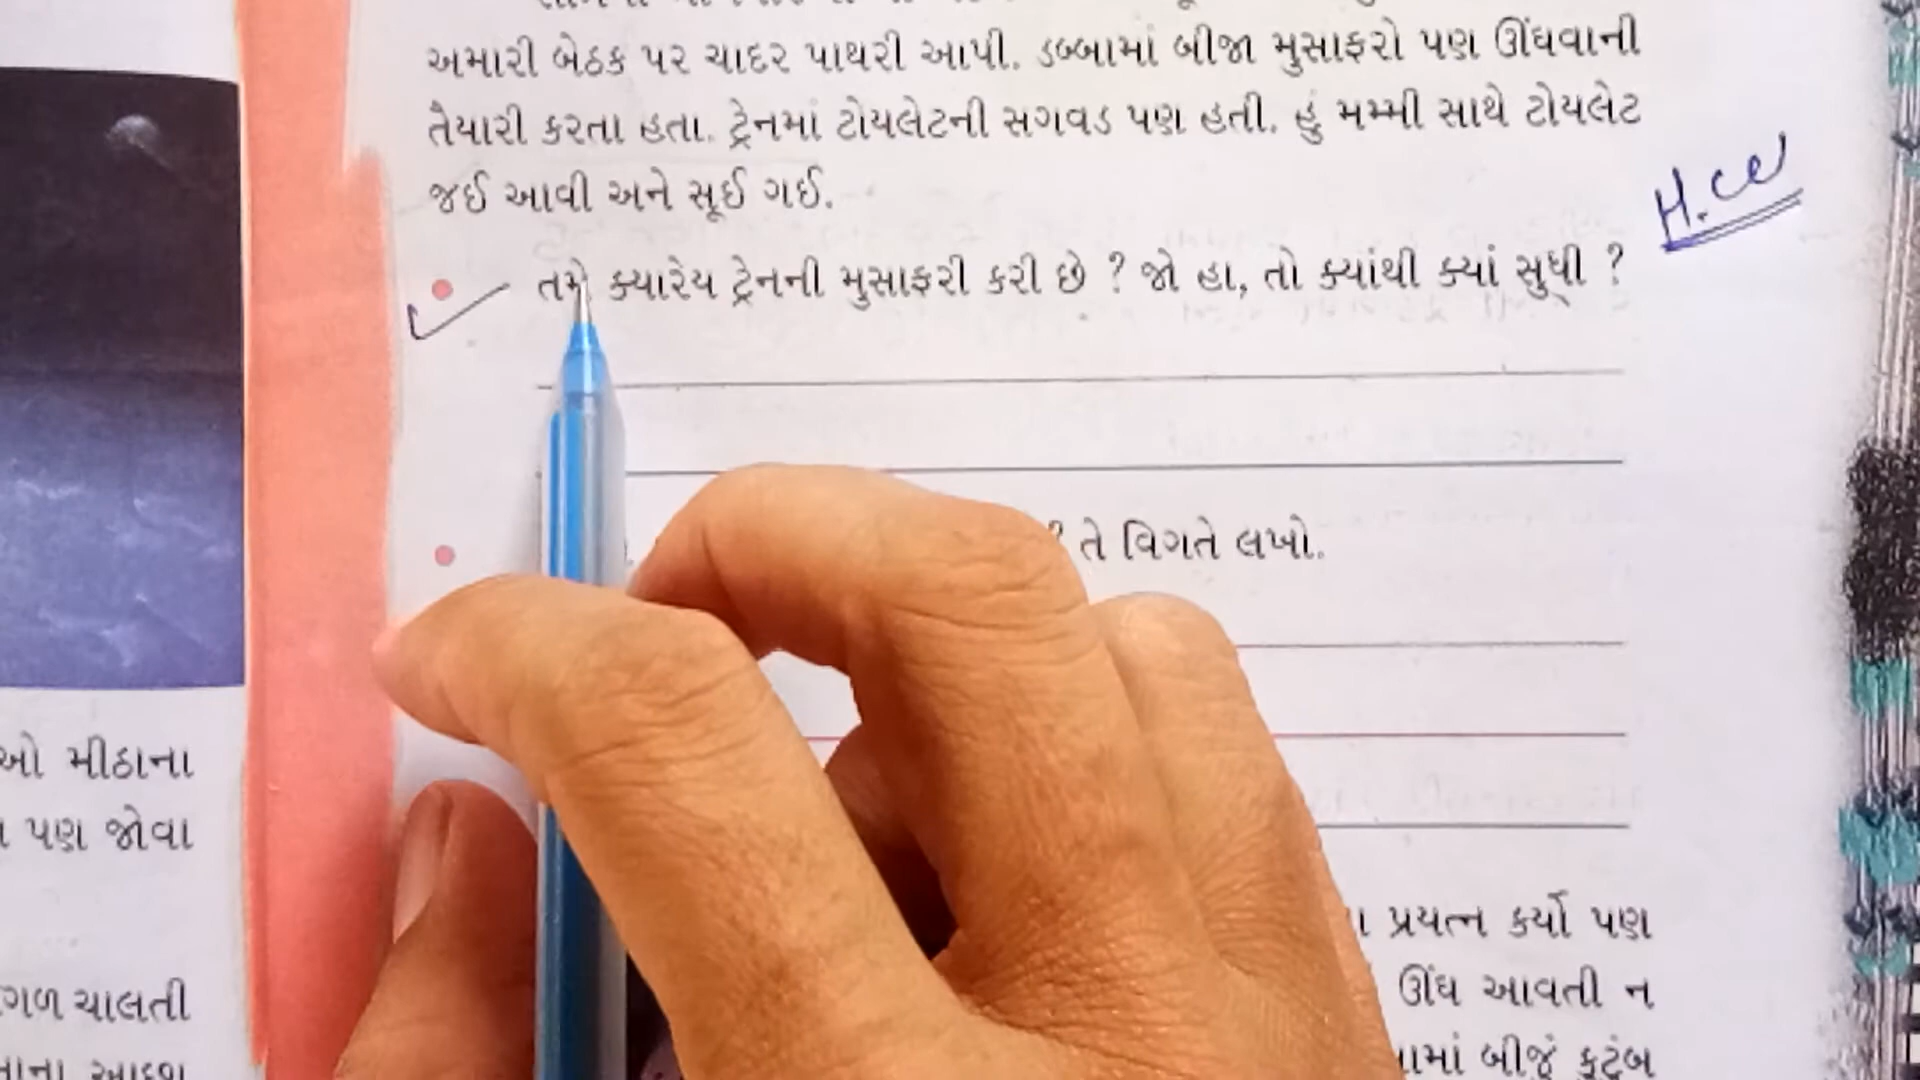 અમારી બેઠક પર ચાદર પાથરી આપી. ડબ્બામાં બીજા મુસાફરો પણ ઊંઘવાની
તૈયારી કરતા હતા. ટ્રેનમાં ટોયલેટની સગવડ પણ હતી. હું મમ્મી સાથે ટોયલેટ
જઈ આવી અને સૂઈ ગઈ.
H.w
તમે ક્યારેય ટ્રેનની મુસાફરી કરી છે ? જો હા, તો ક્યાંથી ક્યાં સુધી ?
તે વિગતે લખો.
પ્રયત્ન કર્યો પણ
ઊંઘ આવતી ન
બીજું કુટુંબ
મીઠાના
પણ જોવા
ચાલતી